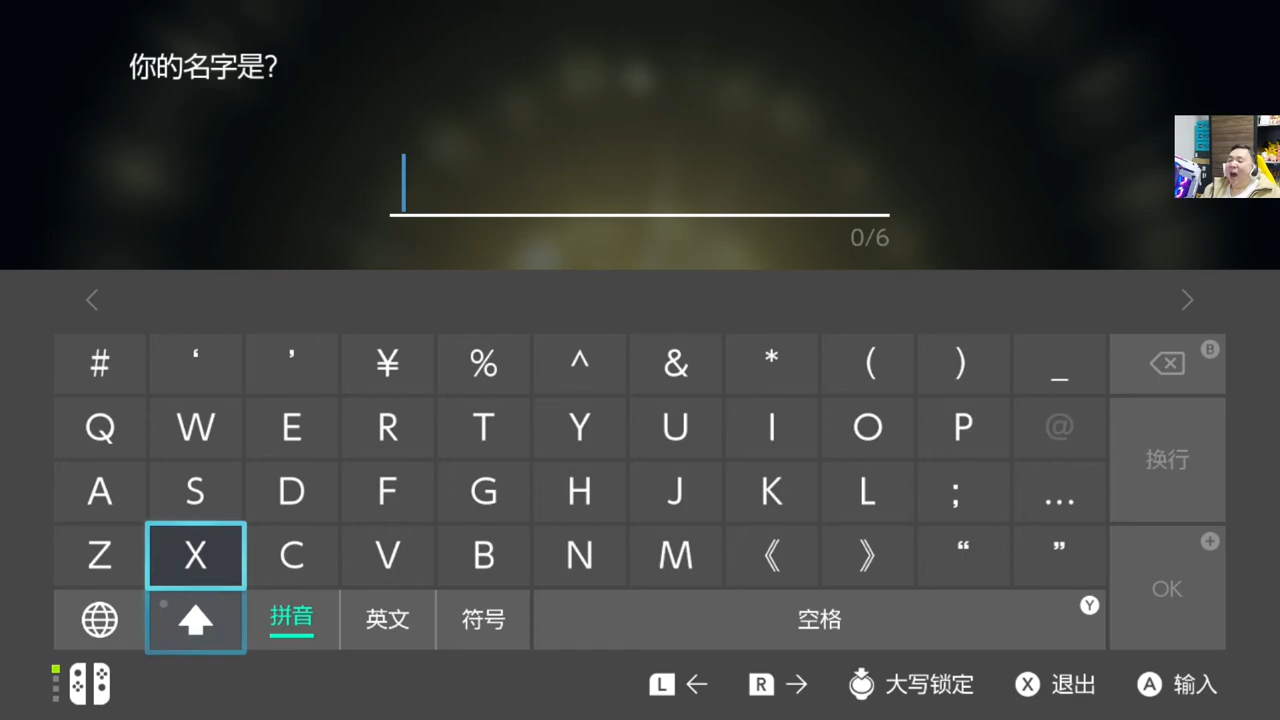 你的名字是?
0/6
# ‘ ’ ¥ % ^ & * ( ) _ B
Q W E R T Y U I O P @ 换行
A S D F G H J K L ; …
Z X C V B N M 《 》 “ ” OK
拼音 英文 符号 空格 Y
L ← R → 大写锁定 X 退出 A 输入